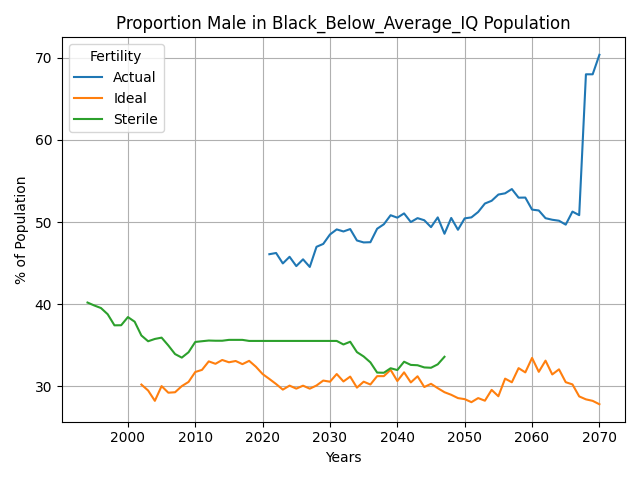 Proportion Male in Black_Below_Average_IQ Population
Fertility
Actual
Ideal
Sterile
% of Population
70
60
50
40
30
2000
2010
2020
2030
2040
2050
2060
2070
Years